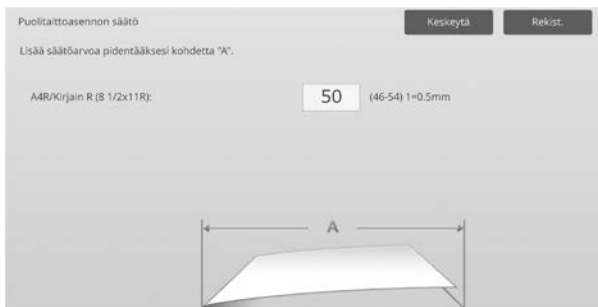 Puolitaittoasennon säätö
Keskeytä
Rekist.
Lisää säätöarvoa pidentääksesi kohdetta "A".
A4R/Kirjain R (8 1/2x11R):
50
(46-54) 1=0.5mm
A